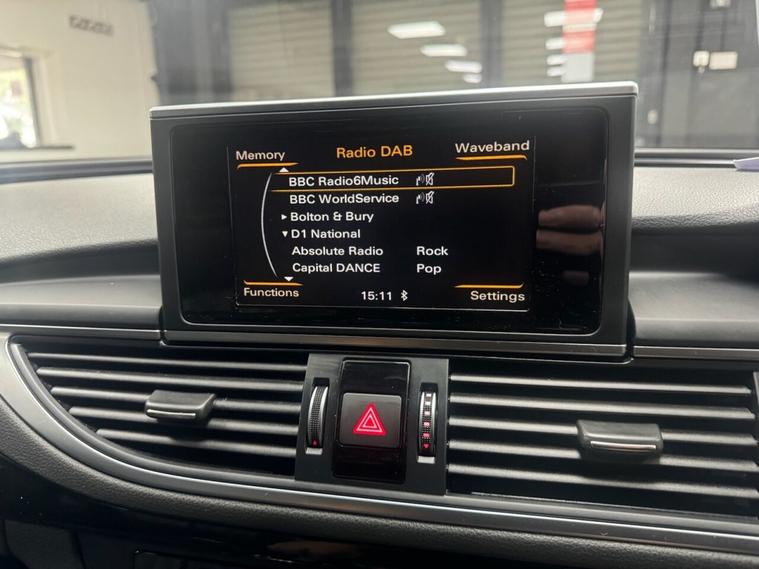 Memory Radio DAB Waveband
BBC Radio6Music
BBC WorldService
Bolton & Bury
D1 National
Absolute Radio Rock
Capital DANCE Pop
Functions 15:11 Settings